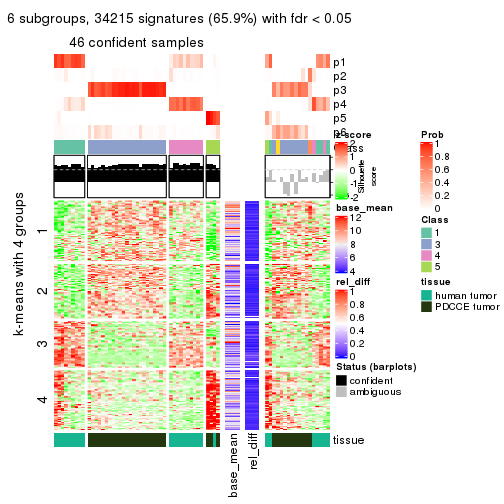 6 subgroups, 34215 signatures (65.9%) with fdr < 0.05
46 confident samples
p1
p2
p3
p4
p5
p6
z-score
2
-2
Silhouette
score
k-means with 4 groups
1
2
3
4
base_mean
12
10
8
6
4
rel_diff
1
0.8
0.6
0.4
0.2
0
Status (barplots)
confident
ambiguous
Prob
1
0.8
0.6
0.4
0.2
0
Class
1
3
4
5
tissue
human tumor
PDCCE tumor
tissue
base_mean
rel_diff